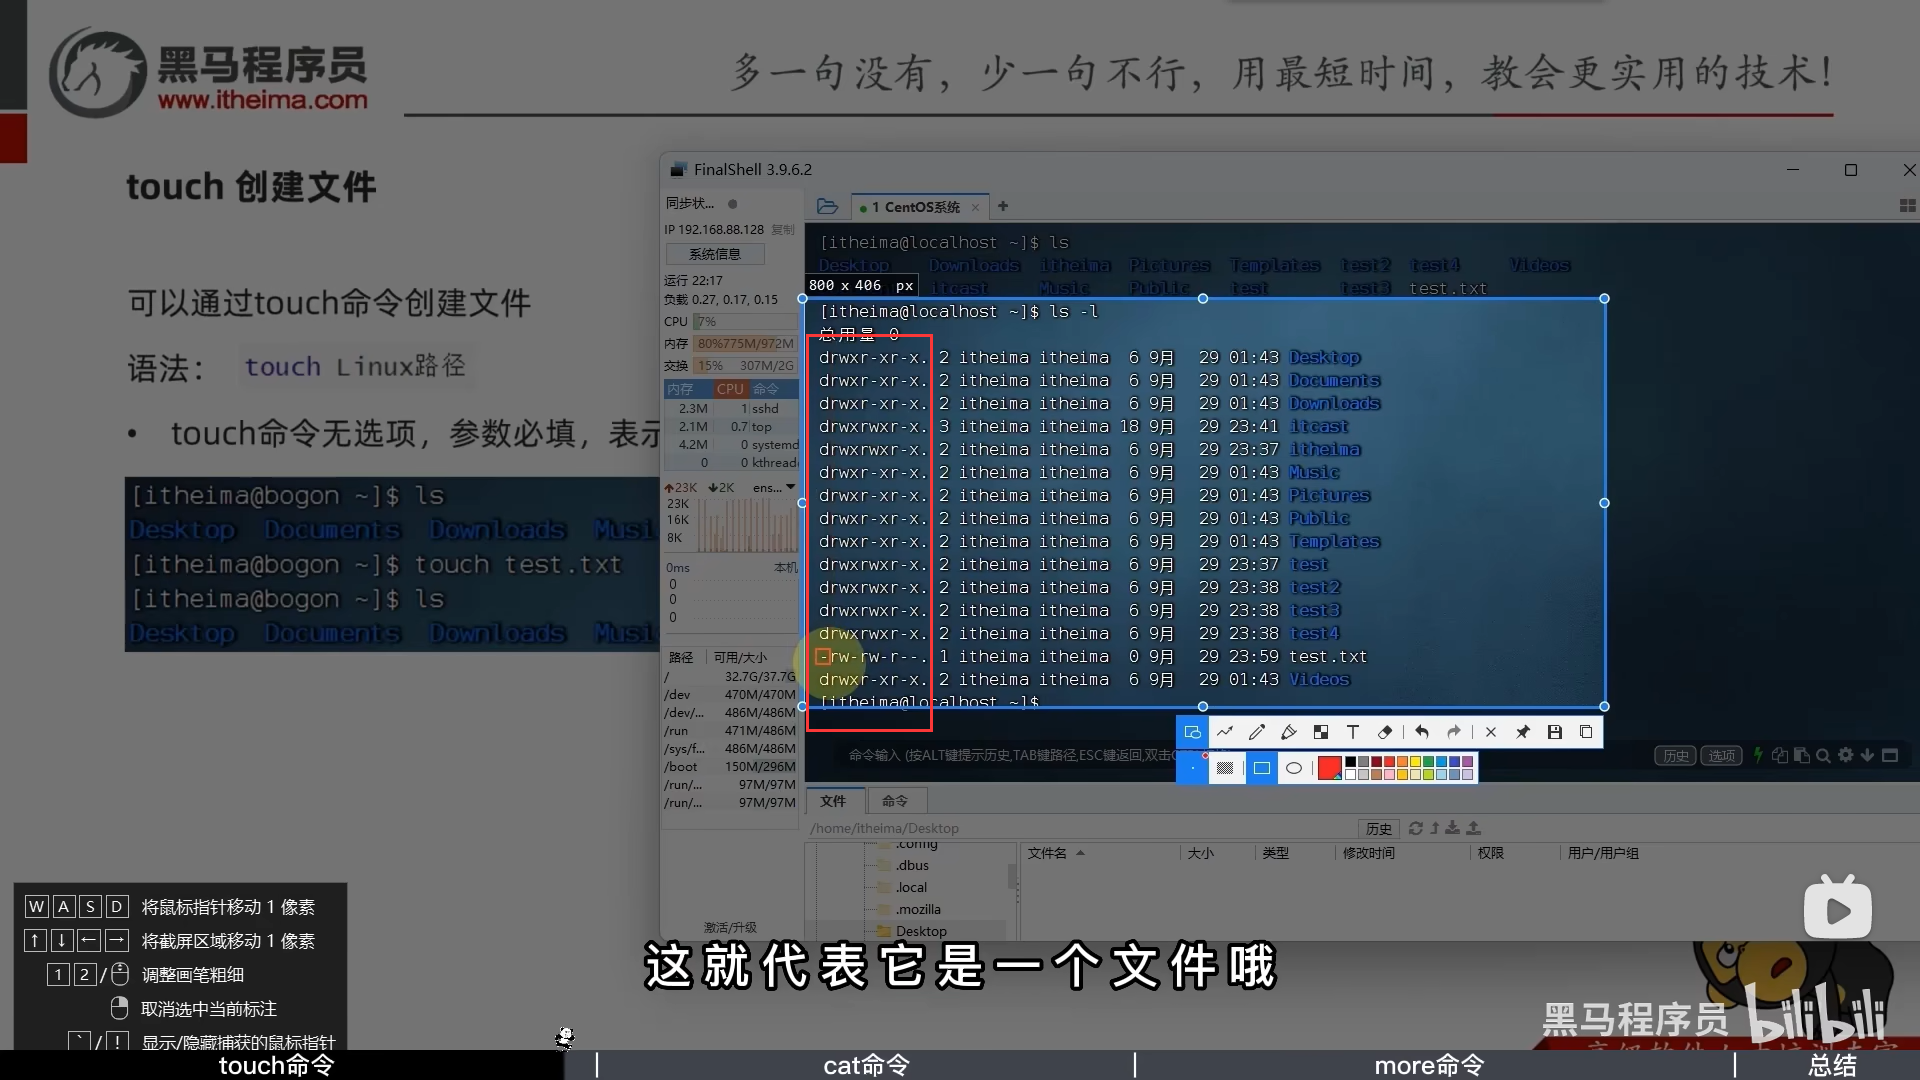 黑马程序员
www.itheima.com
多一句没有，少一句不行，用最短时间，教会更实用的技术！
touch 创建文件
可以通过touch命令创建文件
语法： touch Linux路径
• touch命令无选项，参数必填，表示
[itheima@bogon ~]$ ls
Desktop Documents Downloads Musi
[itheima@bogon ~]$ touch test.txt
[itheima@bogon ~]$ ls
Desktop Documents Downloads Music
FinalShell 3.9.6.2
同步状...
IP 192.168.88.128 复制
系统信息
运行 22:17
负载 0.27, 0.17, 0.15
CPU 7%
内存 80% 775M/972M
交换 15% 307M/2G
内存 CPU 命令
2.3M 1 sshd
2.1M 0.7 top
4.2M 0 systemd
0 0 kthread
23K 2K ens...
23K
16K
8K
0ms 本机
0
0
0
路径 可用/大小
/ 32.7G/37.7G
/dev 470M/470M
/dev/... 486M/486M
/run 471M/486M
/sys/f... 486M/486M
/boot 150M/296M
/run/... 97M/97M
/run/... 97M/97M
激活/升级
1 CentOS系统
[itheima@localhost ~]$ ls
Desktop Downloads itheima Pictures Templates test2 test4 Videos
itcast Music Public test test3 test.txt
800 x 406 px
[itheima@localhost ~]$ ls -l
总用量 0
drwxr-xr-x. 2 itheima itheima 6 9月 29 01:43 Desktop
drwxr-xr-x. 2 itheima itheima 6 9月 29 01:43 Documents
drwxr-xr-x. 2 itheima itheima 6 9月 29 01:43 Downloads
drwxrwxr-x. 3 itheima itheima 18 9月 29 23:41 itcast
drwxrwxr-x. 2 itheima itheima 6 9月 29 23:37 itheima
drwxr-xr-x. 2 itheima itheima 6 9月 29 01:43 Music
drwxr-xr-x. 2 itheima itheima 6 9月 29 01:43 Pictures
drwxr-xr-x. 2 itheima itheima 6 9月 29 01:43 Public
drwxr-xr-x. 2 itheima itheima 6 9月 29 01:43 Templates
drwxrwxr-x. 2 itheima itheima 6 9月 29 23:37 test
drwxrwxr-x. 2 itheima itheima 6 9月 29 23:38 test2
drwxrwxr-x. 2 itheima itheima 6 9月 29 23:38 test3
drwxrwxr-x. 2 itheima itheima 6 9月 29 23:38 test4
-rw-rw-r--. 1 itheima itheima 0 9月 29 23:59 test.txt
drwxr-xr-x. 2 itheima itheima 6 9月 29 01:43 Videos
[itheima@localhost ~]$
命令输入 (按ALT键提示历史,TAB键路径,ESC键返回,双击C
历史 选项
文件 命令
/home/itheima/Desktop 历史
.config
.dbus
.local
.mozilla
Desktop
文件名 大小 类型 修改时间 权限 用户/用户组
W A S D 将鼠标指针移动 1 像素
↑ ↓ ← → 将截屏区域移动 1 像素
1 2 / 调整画笔粗细
取消选中当前标注
` / ! 显示/隐藏捕获的鼠标指针
这就代表它是一个文件哦
黑马程序员 bilibili
touch命令 cat命令 more命令 总结